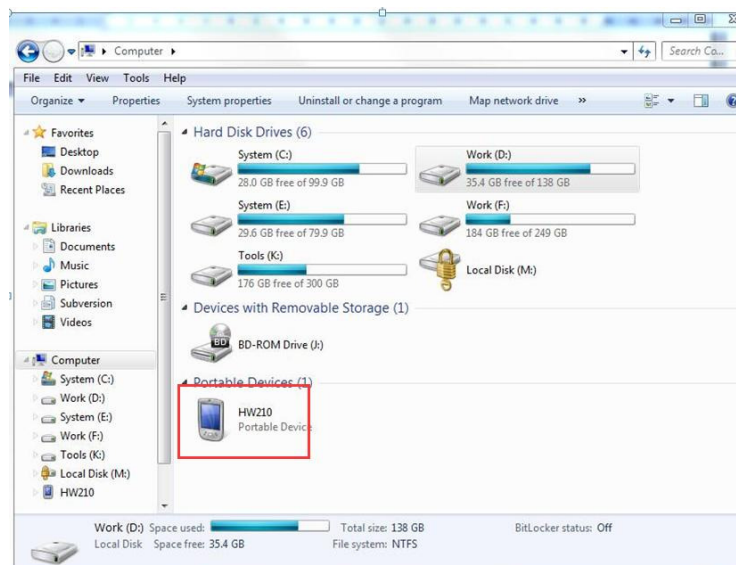 Computer
Search Co...
File Edit View Tools Help
Organize Properties System properties Uninstall or change a program Map network drive »
Favorites
Desktop
Downloads
Recent Places
Libraries
Documents
Music
Pictures
Subversion
Videos
Computer
System (C:)
Work (D:)
System (E:)
Work (F:)
Tools (K:)
Local Disk (M:)
HW210
Hard Disk Drives (6)
System (C:)
28.0 GB free of 99.9 GB
Work (D:)
35.4 GB free of 138 GB
System (E:)
29.6 GB free of 79.9 GB
Work (F:)
184 GB free of 249 GB
Tools (K:)
176 GB free of 300 GB
Local Disk (M:)
Devices with Removable Storage (1)
BD
BD-ROM Drive (J:)
Portable Devices (1)
HW210
Portable Device
Work (D:) Space used: Total size: 138 GB BitLocker status: Off
Local Disk Space free: 35.4 GB File system: NTFS